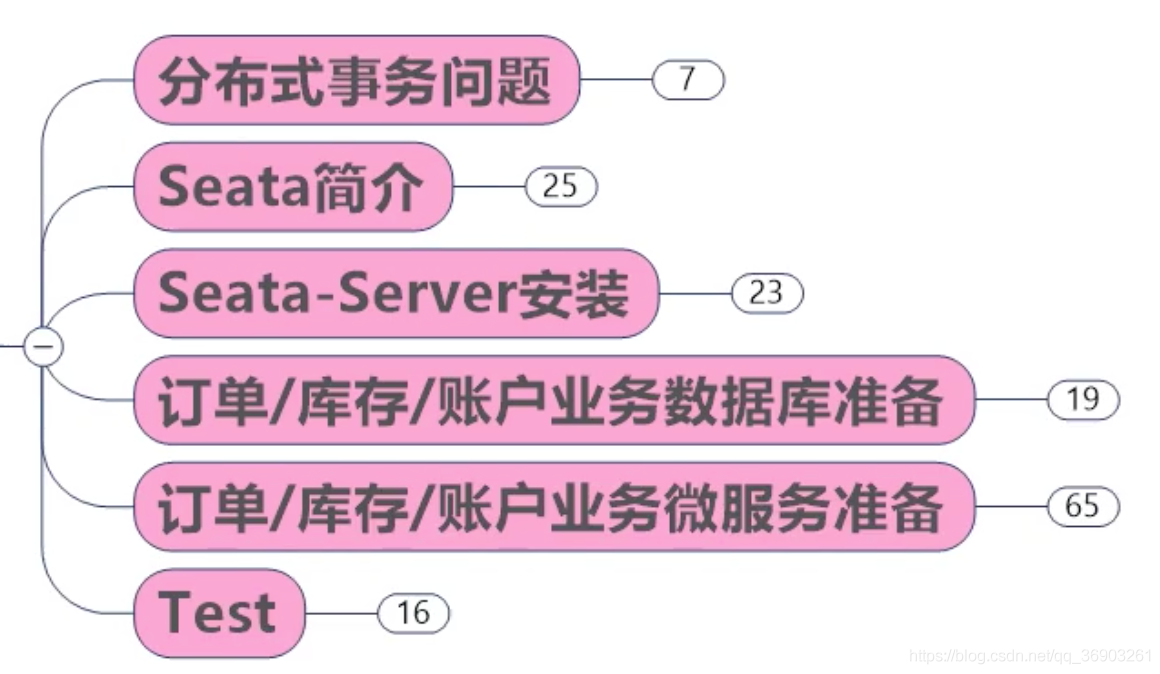 分布式事务问题 7
Seata简介 25
Seata-Server安装 23
订单/库存/账户业务数据库准备 19
订单/库存/账户业务微服务准备 65
Test 16
https://blog.csdn.net/qq_36903261